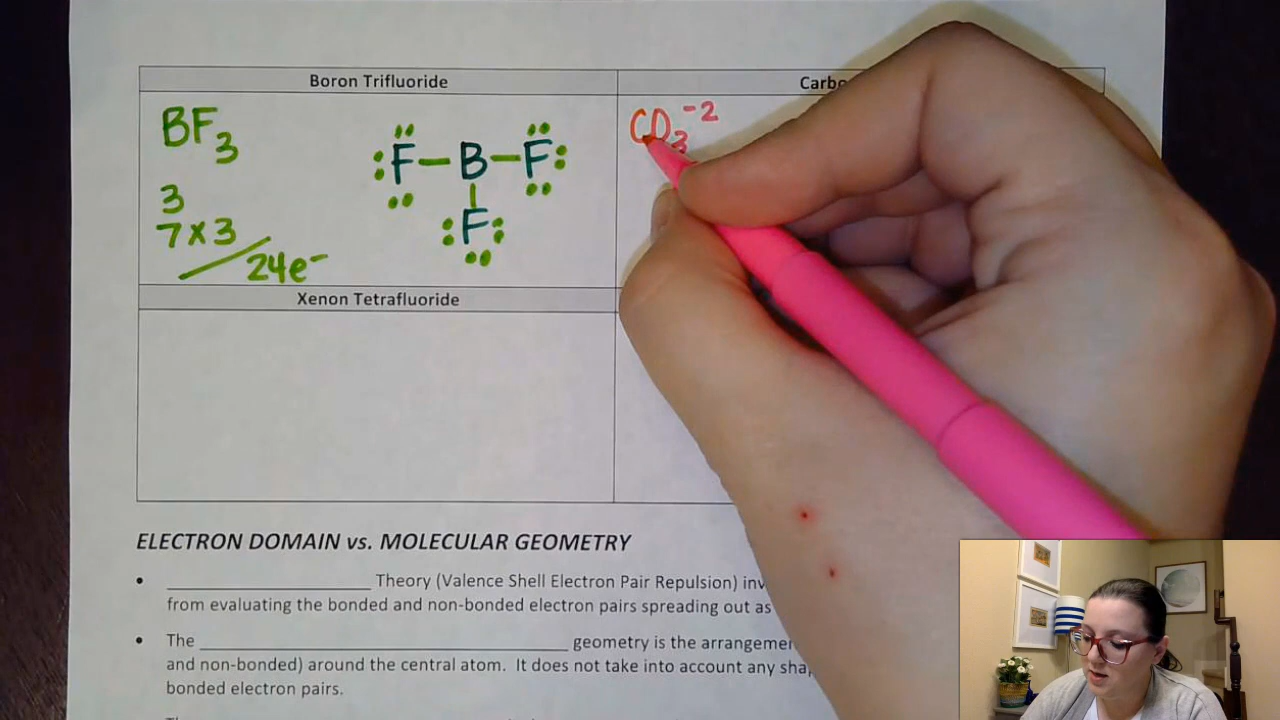 Boron Trifluoride
Carbo
BF3
CO3-2
:F-B-F:
:F:
3
7x3
24e-
Xenon Tetrafluoride
ELECTRON DOMAIN vs. MOLECULAR GEOMETRY
• ____________________ Theory (Valence Shell Electron Pair Repulsion) inv
from evaluating the bonded and non-bonded electron pairs spreading out as
• The ______________________________________ geometry is the arrangemen
and non-bonded) around the central atom. It does not take into account any sha
bonded electron pairs.